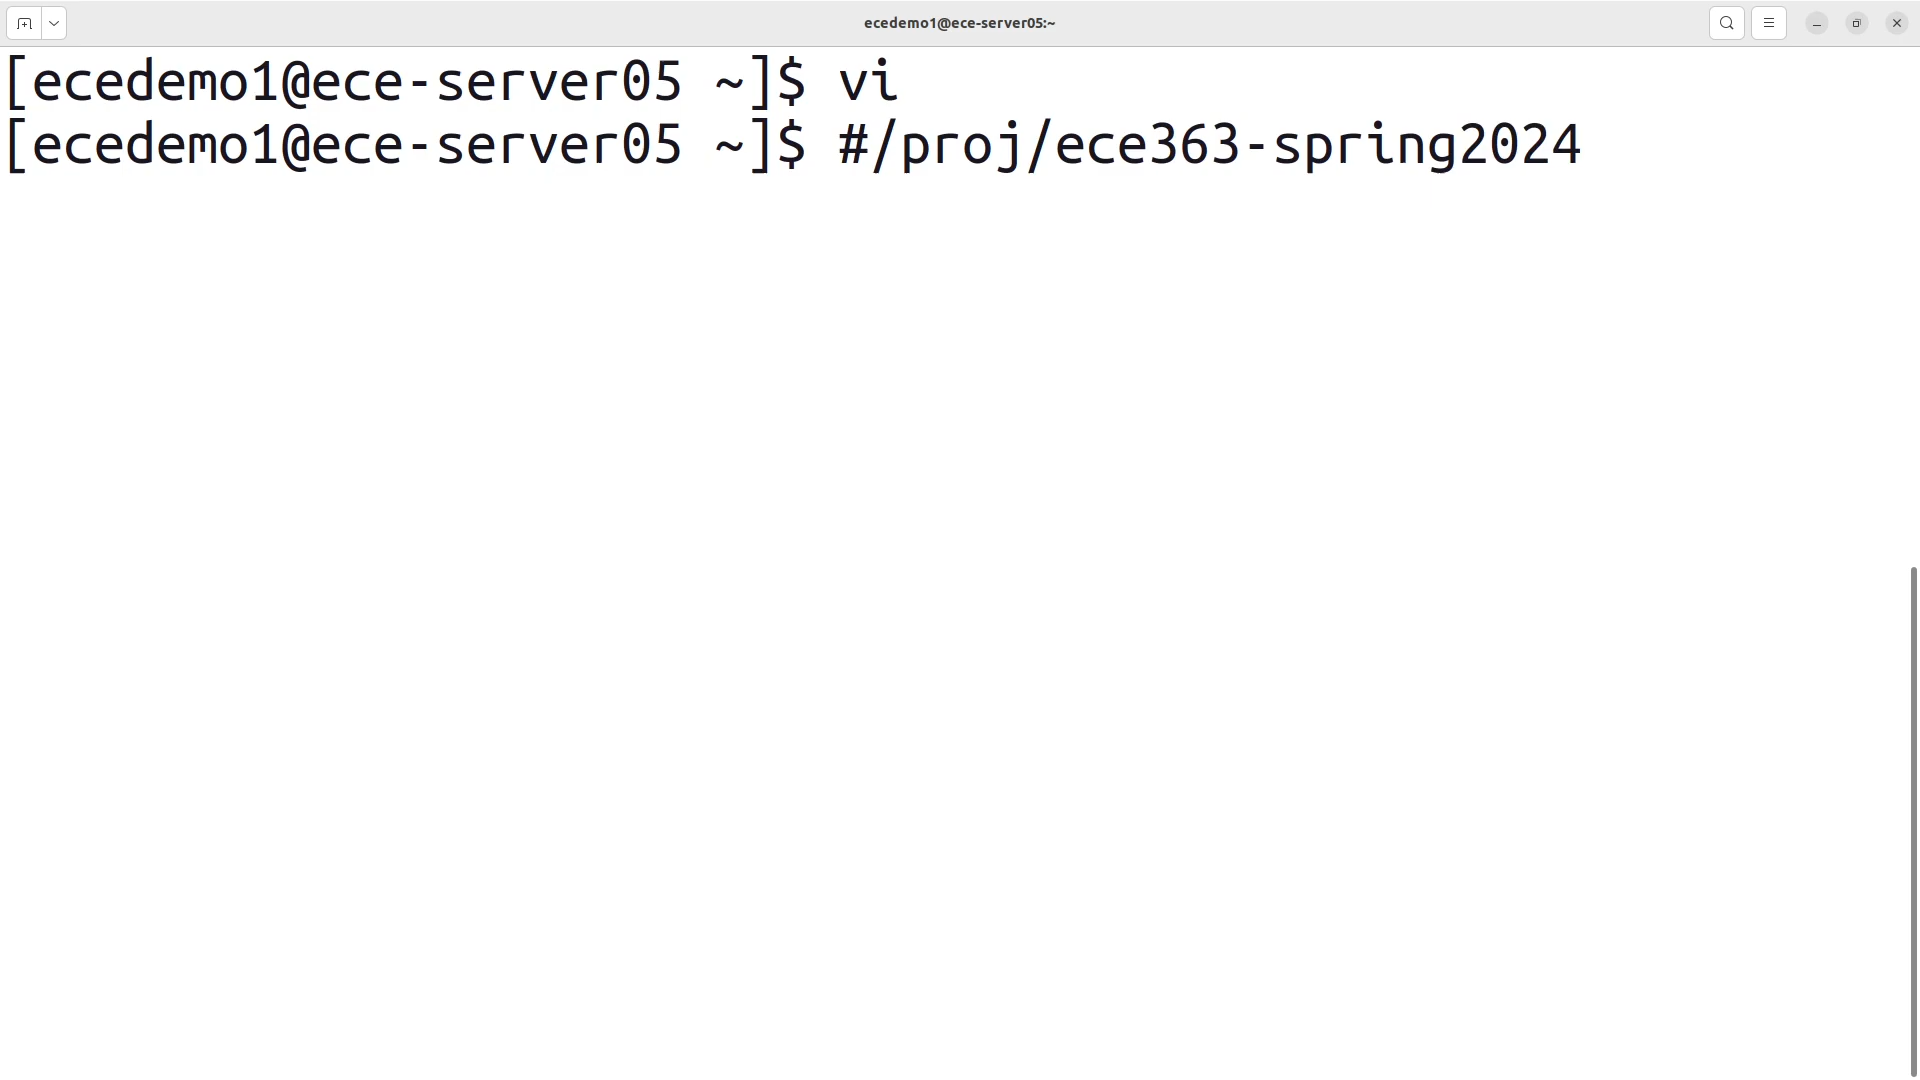 ecedemo1@ece-server05:~
[ecedemo1@ece-server05 ~]$ vi
[ecedemo1@ece-server05 ~]$ #/proj/ece363-spring2024